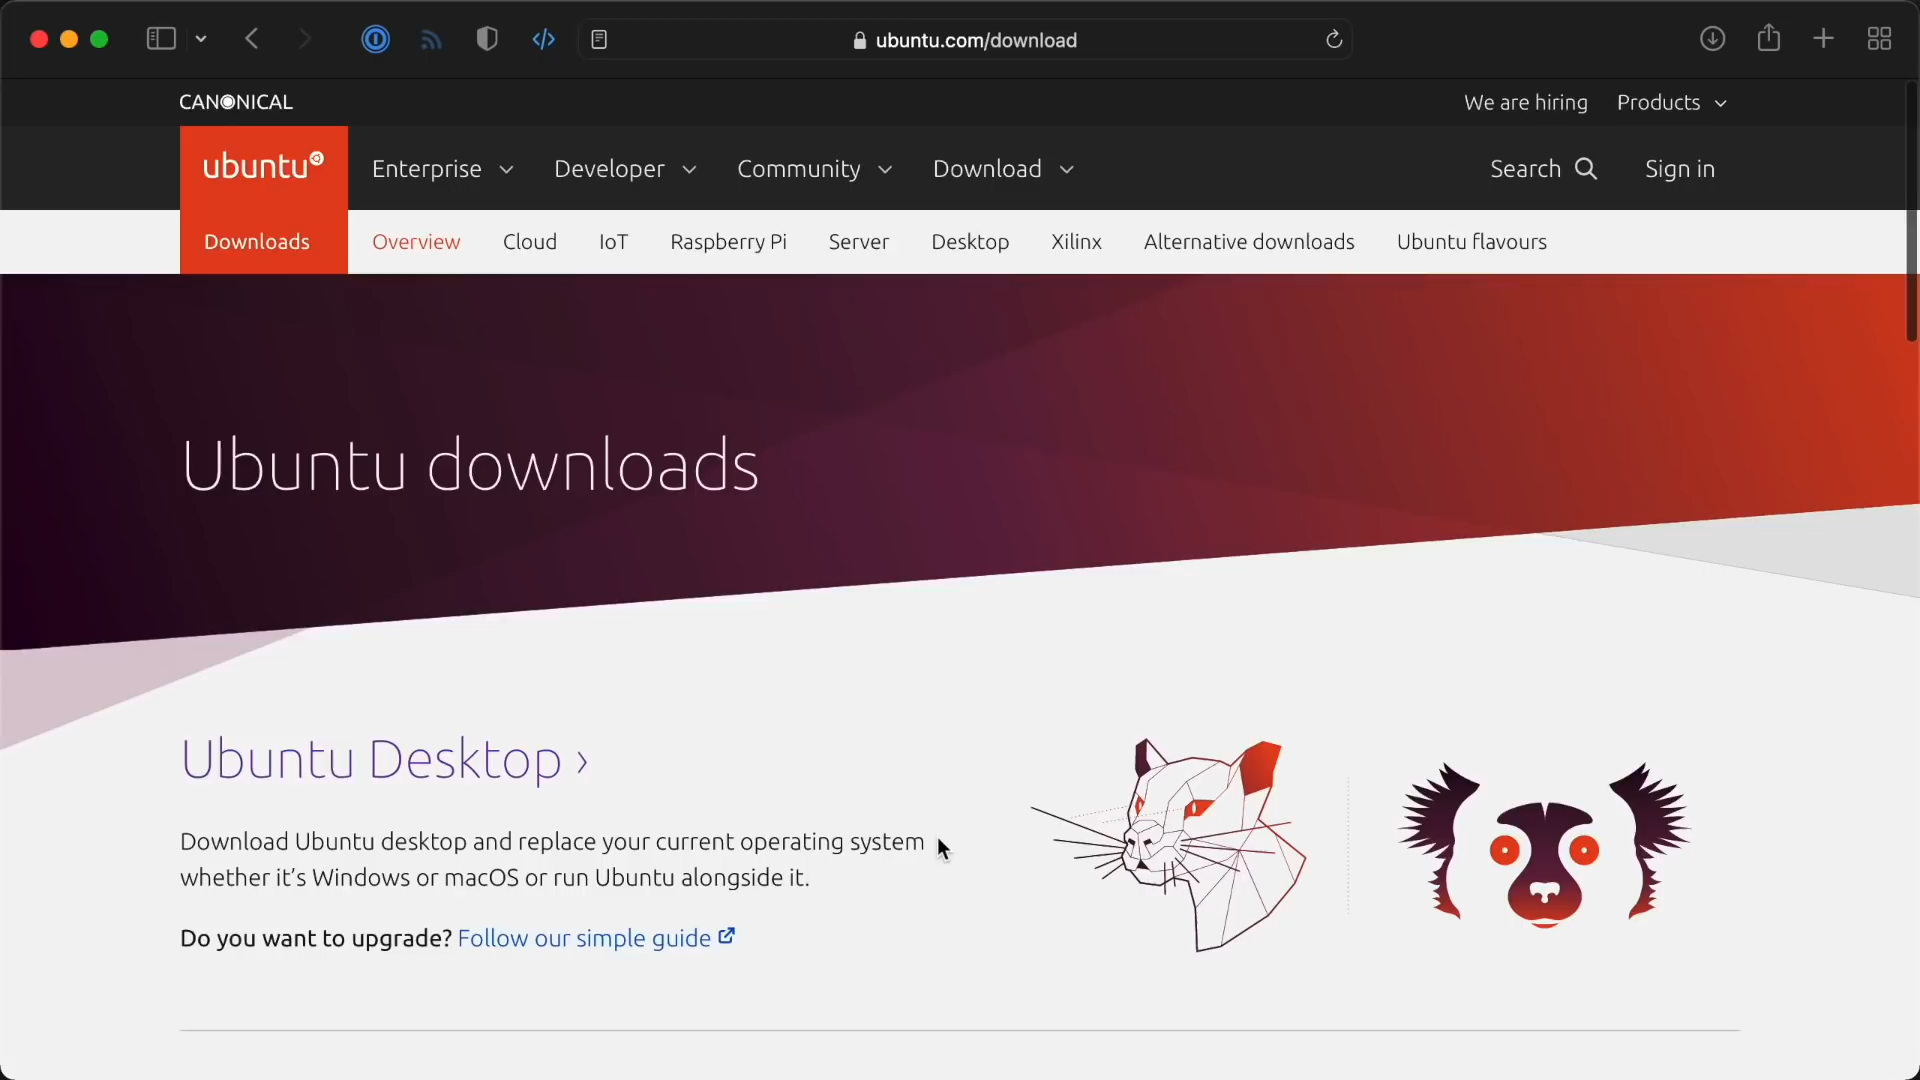 ubuntu.com/download
CANONICAL
We are hiring Products
ubuntu
Enterprise Developer Community Download Search Sign in
Downloads Overview Cloud IoT Raspberry Pi Server Desktop Xilinx Alternative downloads Ubuntu flavours
Ubuntu downloads
Ubuntu Desktop ›
Download Ubuntu desktop and replace your current operating system
whether it’s Windows or macOS or run Ubuntu alongside it.
Do you want to upgrade? Follow our simple guide